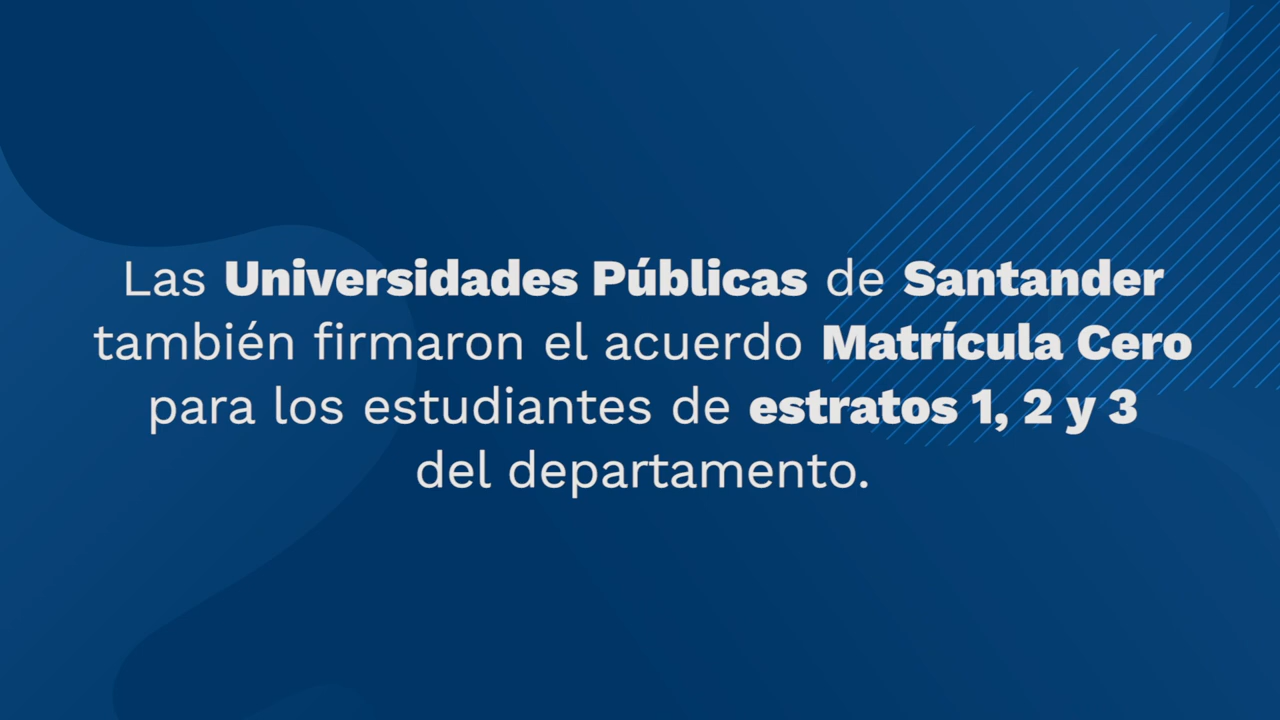 Las Universidades Públicas de Santander
también firmaron el acuerdo Matrícula Cero
para los estudiantes de estratos 1, 2 y 3
del departamento.